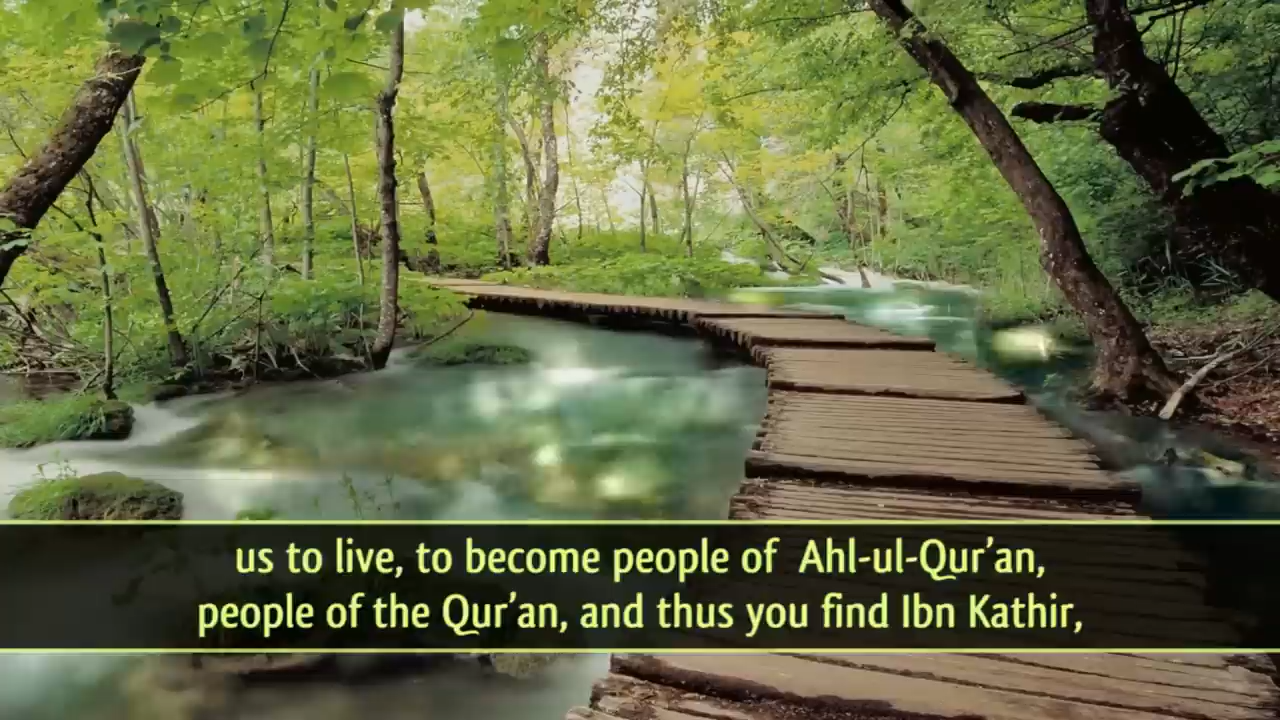 us to live, to become people of Ahl-ul-Qur’an,
people of the Qur’an, and thus you find Ibn Kathir,